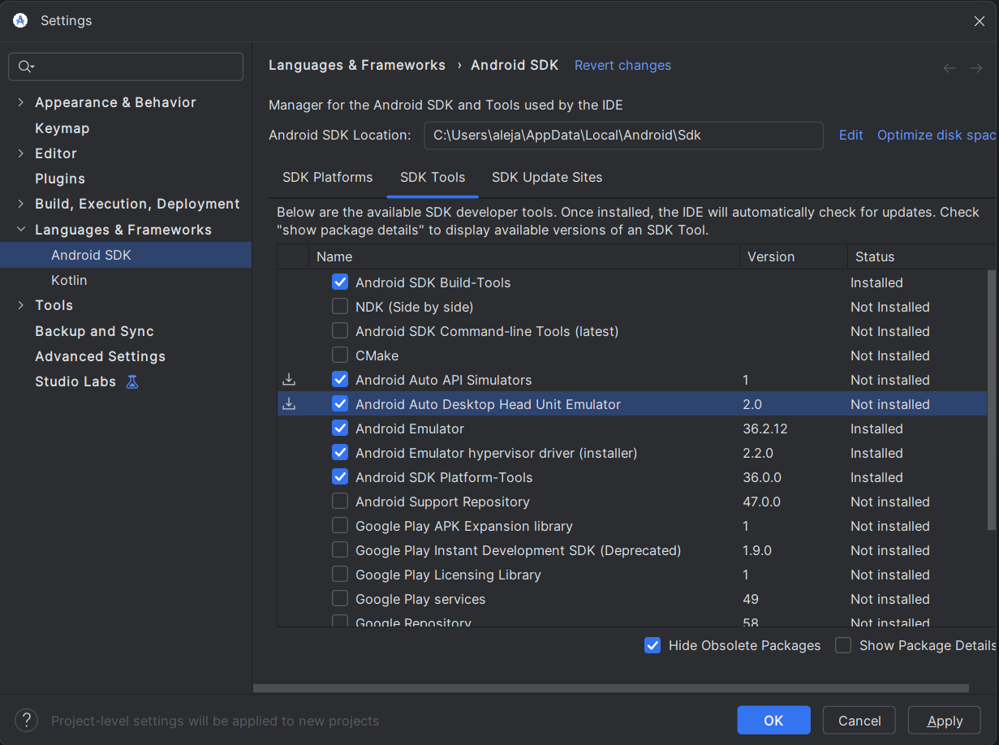 Settings
Languages & Frameworks › Android SDK Revert changes
Appearance & Behavior
Keymap
Editor
Plugins
Build, Execution, Deployment
Languages & Frameworks
Android SDK
Kotlin
Tools
Backup and Sync
Advanced Settings
Studio Labs
Manager for the Android SDK and Tools used by the IDE
Android SDK Location: C:\Users\aleja\AppData\Local\Android\Sdk Edit Optimize disk spac
SDK Platforms SDK Tools SDK Update Sites
Below are the available SDK developer tools. Once installed, the IDE will automatically check for updates. Check
"show package details" to display available versions of an SDK Tool.
Name Version Status
Android SDK Build-Tools Installed
NDK (Side by side) Not Installed
Android SDK Command-line Tools (latest) Not Installed
CMake Not Installed
Android Auto API Simulators 1 Not installed
Android Auto Desktop Head Unit Emulator 2.0 Not installed
Android Emulator 36.2.12 Installed
Android Emulator hypervisor driver (installer) 2.2.0 Installed
Android SDK Platform-Tools 36.0.0 Installed
Android Support Repository 47.0.0 Not installed
Google Play APK Expansion library 1 Not installed
Google Play Instant Development SDK (Deprecated) 1.9.0 Not installed
Google Play Licensing Library 1 Not installed
Google Play services 49 Not installed
Google Repository 58 Not installed
Hide Obsolete Packages Show Package Details
? Project-level settings will be applied to new projects
OK Cancel Apply